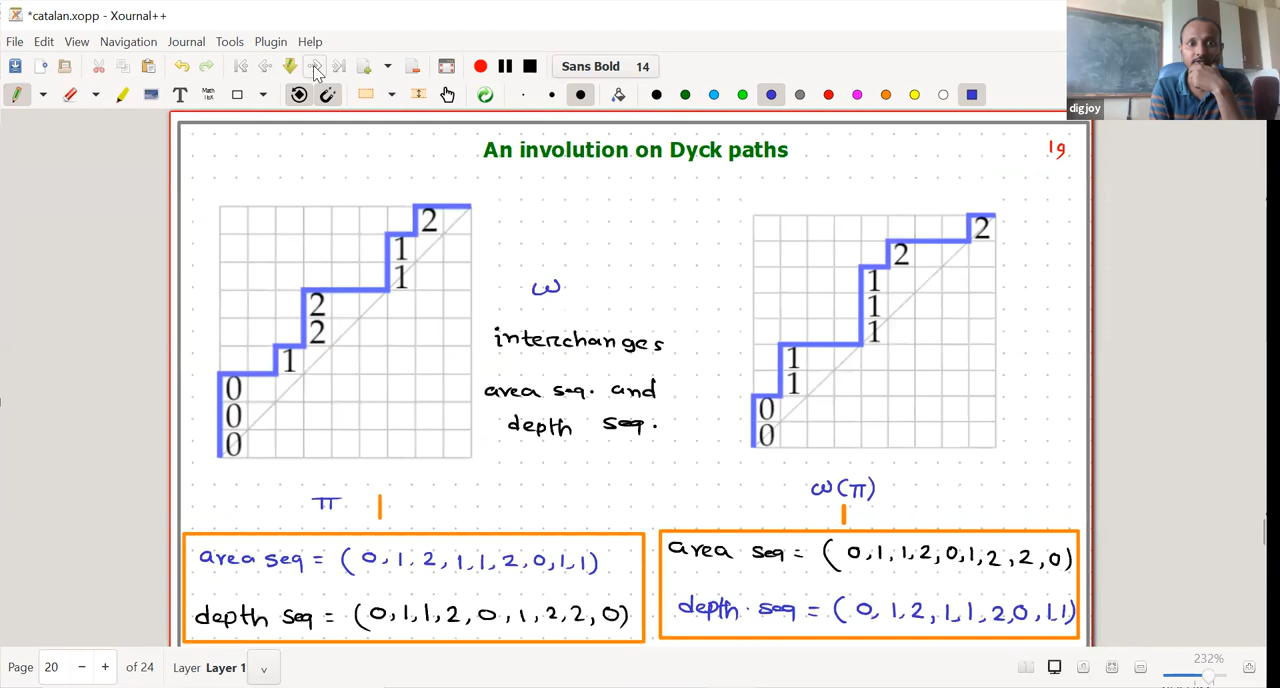 *catalan.xopp - Xournal++
File Edit View Navigation Journal Tools Plugin Help
Sans Bold 14
digjoy
An involution on Dyck paths
19
2
1
1
2
2
1
0
0
0
ω
interchanges
area seq. and
depth seq.
2
2
1
1
1
1
1
0
0
π
ω(π)
area seq = (0,1,2,1,1,2,0,1,1)
depth seq = (0,1,1,2,0,1,2,2,0)
area seq = (0,1,1,2,0,1,2,2,0)
depth. seq = (0,1,2,1,1,2,0,1,1)
Page 20 − + of 24 Layer Layer 1
232%